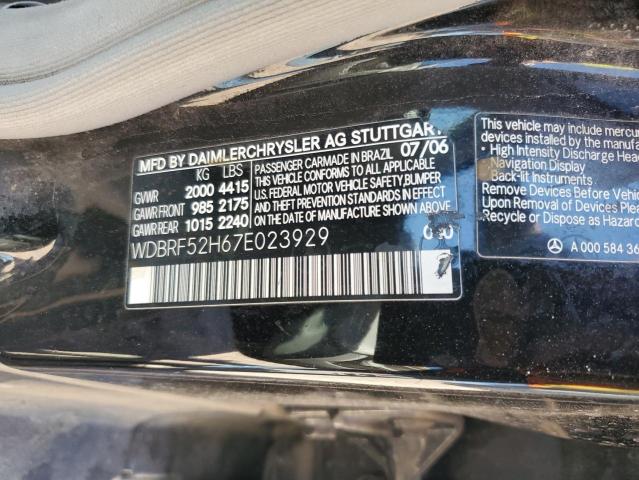 MFD BY DAIMLERCHRYSLER AG STUTTGART
KG LBS
GVWR 2000 4415
GAWR FRONT 985 2175
GAWR REAR 1015 2240
PASSENGER CARMADE IN BRAZIL 07/06
THIS VEHICLE CONFORMS TO ALL APPLICABLE
U.S. FEDERAL MOTOR VEHICLE SAFETY,BUMPER
AND THEFT PREVENTION STANDARDS IN EFFECT
ON THE DATE OF MANUFACTURE SHOWN ABOVE
WDBRF52H67E023929
This vehicle may include mercur
devices installed by the manufa
• High Intensity Discharge Head
Navigation Display
Back-lit Instruments
Remove Devices Before Vehicl
Upon Removal of Devices Pleas
Recycle or Dispose as Hazard
A 000 584 36